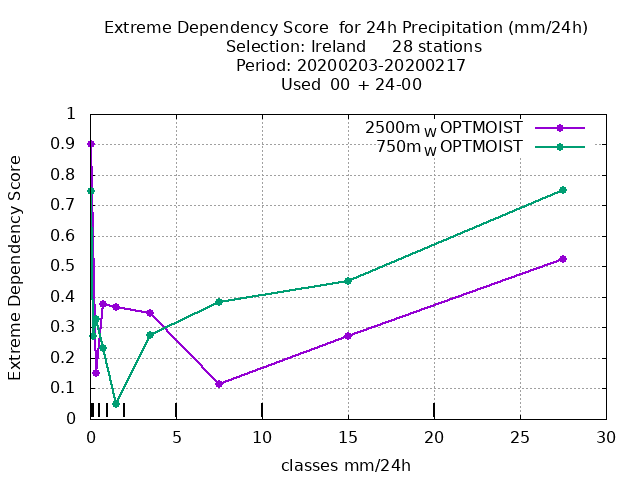 Extreme Dependency Score for 24h Precipitation (mm/24h)
Selection: Ireland 28 stations
Period: 20200203-20200217
Used 00 + 24-00
2500m W OPTMOIST
750m W OPTMOIST
Extreme Dependency Score
1
0.9
0.8
0.7
0.6
0.5
0.4
0.3
0.2
0.1
0
0 5 10 15 20 25 30
classes mm/24h